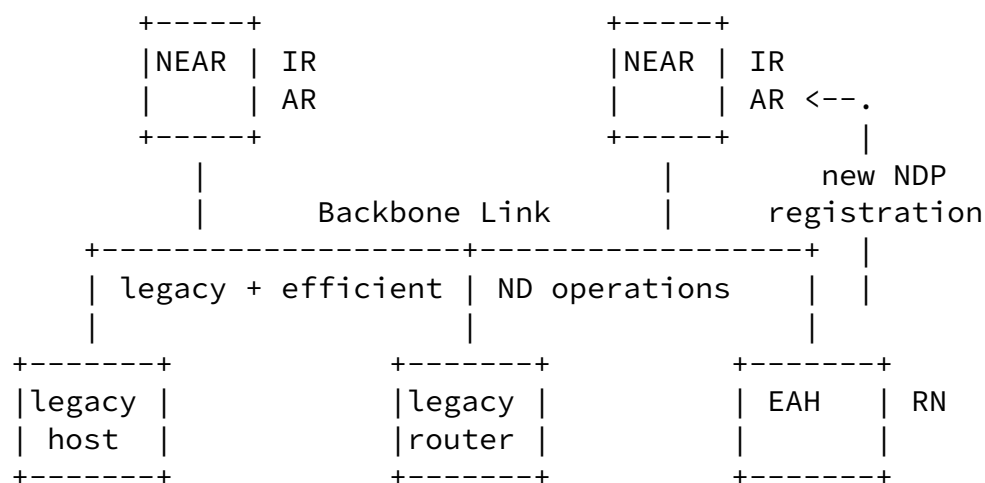 +-----+ +-----+
|NEAR | IR |NEAR | IR
| | AR | | AR <--.
+-----+ +-----+ |
| | new NDP
| Backbone Link | registration
+--------------------+------------------+ |
| legacy + efficient | ND operations | |
| | |
+-------+ +-------+ +-------+
|legacy | |legacy | | EAH | RN
| host | |router | | |
+-------+ +-------+ +-------+